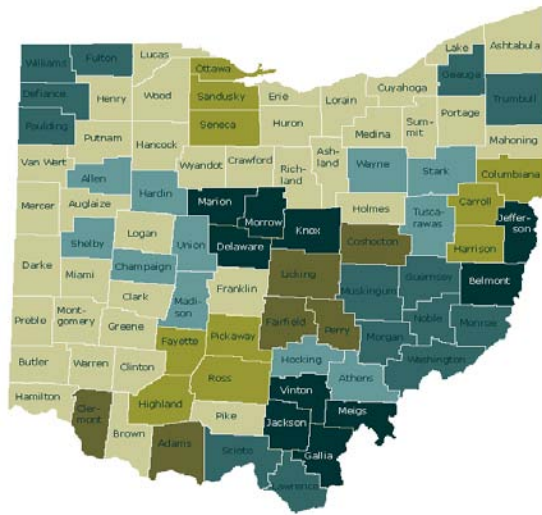 Williams
Fulton
Lucas
Ottawa
Lake
Ashtabula
Geauga
Defiance
Henry
Wood
Sandusky
Erie
Lorain
Cuyahoga
Trumbull
Paulding
Putnam
Hancock
Seneca
Huron
Medina
Sum-
mit
Portage
Mahoning
Van Wert
Allen
Wyandot
Crawford
Rich-
land
Ash-
land
Wayne
Stark
Columbiana
Mercer
Auglaize
Hardin
Marion
Morrow
Knox
Holmes
Tusc-
arawas
Carroll
Jeffer-
son
Shelby
Logan
Union
Delaware
Coshocton
Harrison
Darke
Miami
Champaign
Licking
Muskingum
Guernsey
Belmont
Clark
Madi-
son
Franklin
Preble
Mont-
gomery
Greene
Fayette
Pickaway
Fairfield
Perry
Morgan
Noble
Monroe
Butler
Warren
Clinton
Ross
Hocking
Athens
Washington
Hamilton
Cler-
mont
Highland
Pike
Vinton
Meigs
Brown
Adams
Scioto
Jackson
Gallia
Lawrence